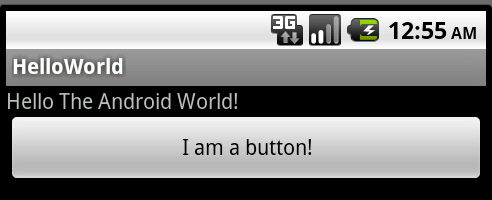 3G 12:55 AM
HelloWorld
Hello The Android World!
I am a button!